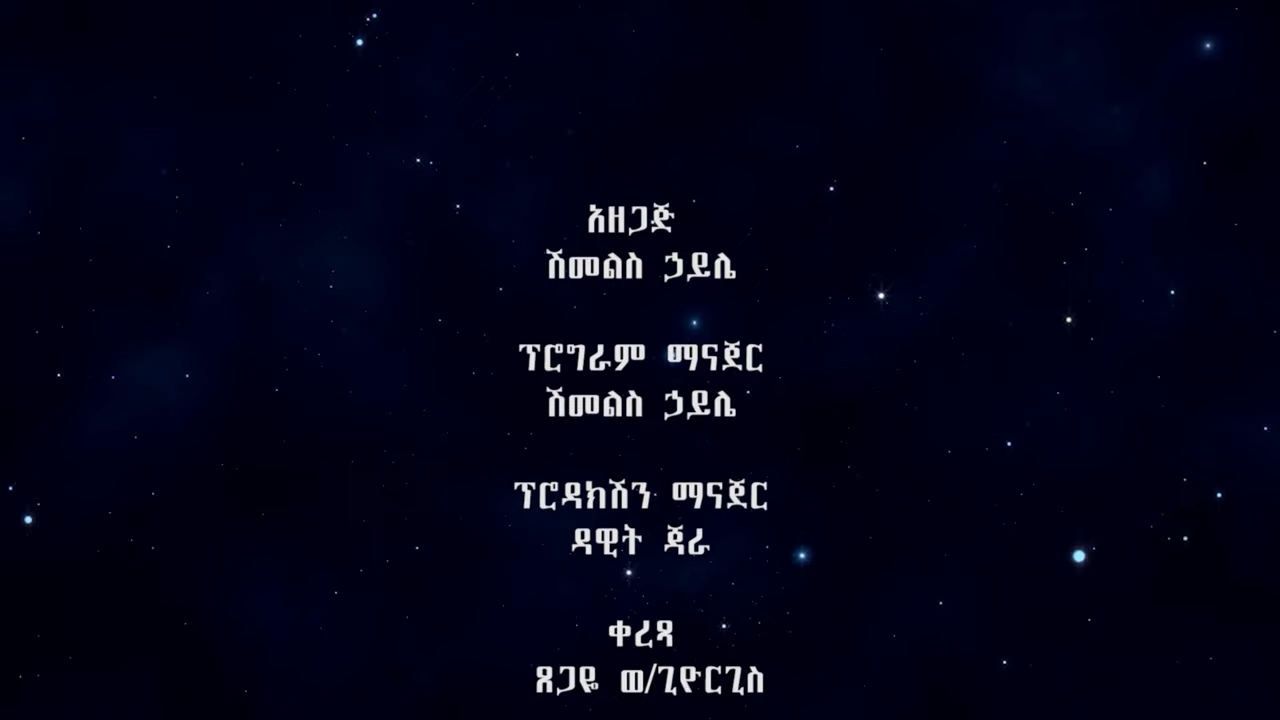 አዘጋጅ
ሽመልስ ኃይሌ
ፕሮግራም ማናጀር
ሽመልስ ኃይሌ
ፕሮዳክሽን ማናጀር
ዳዊት ጃራ
ቀረጻ
ጸጋዬ ወ/ጊዮርጊስ